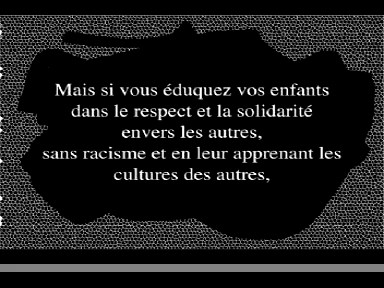 Mais si vous éduquez vos enfants
dans le respect et la solidarité
envers les autres,
sans racisme et en leur apprenant les
cultures des autres,